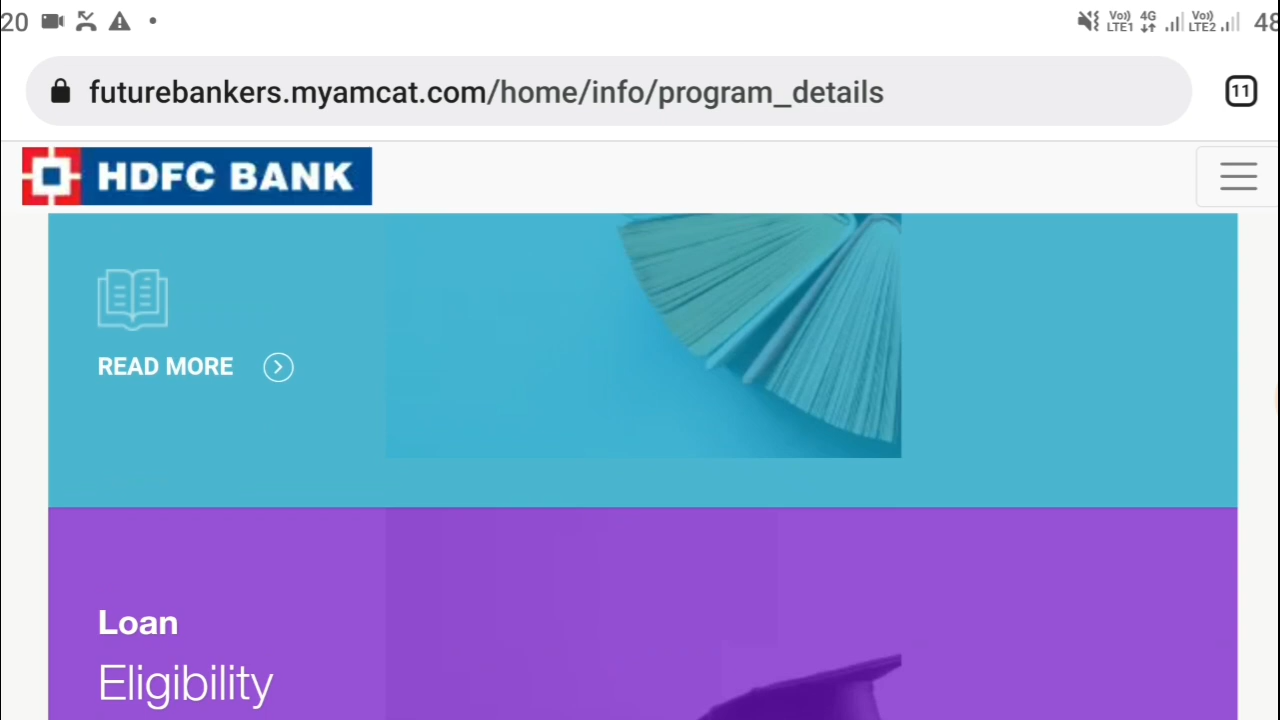 20
Vo)) 4G Vo)) 48
LTE1 LTE2
futurebankers.myamcat.com/home/info/program_details
11
HDFC BANK
READ MORE
Loan
Eligibility